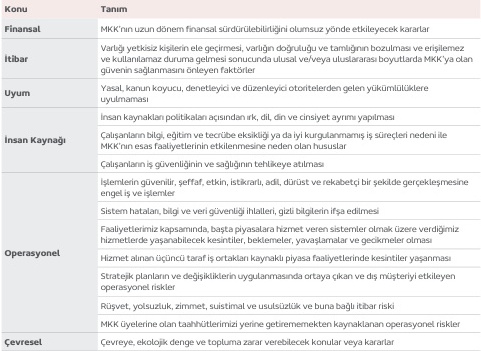 Konu Tanım
Finansal MKK'nın uzun dönem finansal sürdürülebilirliğini olumsuz yönde etkileyecek kararlar
İtibar
Varlığı yetkisiz kişilerin ele geçirmesi, varlığın doğruluğu ve tamlığının bozulması ve erişilemez
ve kullanılamaz duruma gelmesi sonucunda ulusal ve/veya uluslararası boyutlarda MKK'ya olan
güvenin sağlanmasını önleyen faktörler
Uyum
Yasal, kanun koyucu, denetleyici ve düzenleyici otoritelerden gelen yükümlülüklere
uyulmaması
İnsan Kaynağı
İnsan kaynakları politikaları açısından ırk, dil, din ve cinsiyet ayrımı yapılması
Çalışanların bilgi, eğitim ve tecrübe eksikliği ya da iyi kurgulanmamış iş süreçleri nedeni ile
MKK'nın esas faaliyetlerinin etkilenmesine neden olan hususlar
Çalışanların iş güvenliğinin ve sağlığının tehlikeye atılması
Operasyonel
İşlemlerin güvenilir, şeffaf, etkin, istikrarlı, adil, dürüst ve rekabetçi bir şekilde gerçekleşmesine
engel iş ve işlemler
Sistem hataları, bilgi ve veri güvenliği ihlalleri, gizli bilgilerin ifşa edilmesi
Faaliyetlerimiz kapsamında, başta piyasalara hizmet veren sistemler olmak üzere verdiğimiz
hizmetlerde yaşanabilecek kesintiler, beklemeler, yavaşlamalar ve gecikmeler olması
Hizmet alınan üçüncü taraf iş ortakları kaynaklı piyasa faaliyetlerinde kesintiler yaşanması
Stratejik planların ve değişikliklerin uygulanmasında ortaya çıkan ve dış müşteriyi etkileyen
operasyonel riskler
Rüşvet, yolsuzluk, zimmet, suistimal ve usulsüzlük ve buna bağlı itibar riski
MKK üyelerine olan taahhütlerimizi yerine getirememekten kaynaklanan operasyonel riskler
Çevresel Çevreye, ekolojik denge ve topluma zarar verebilecek konular veya kararlar